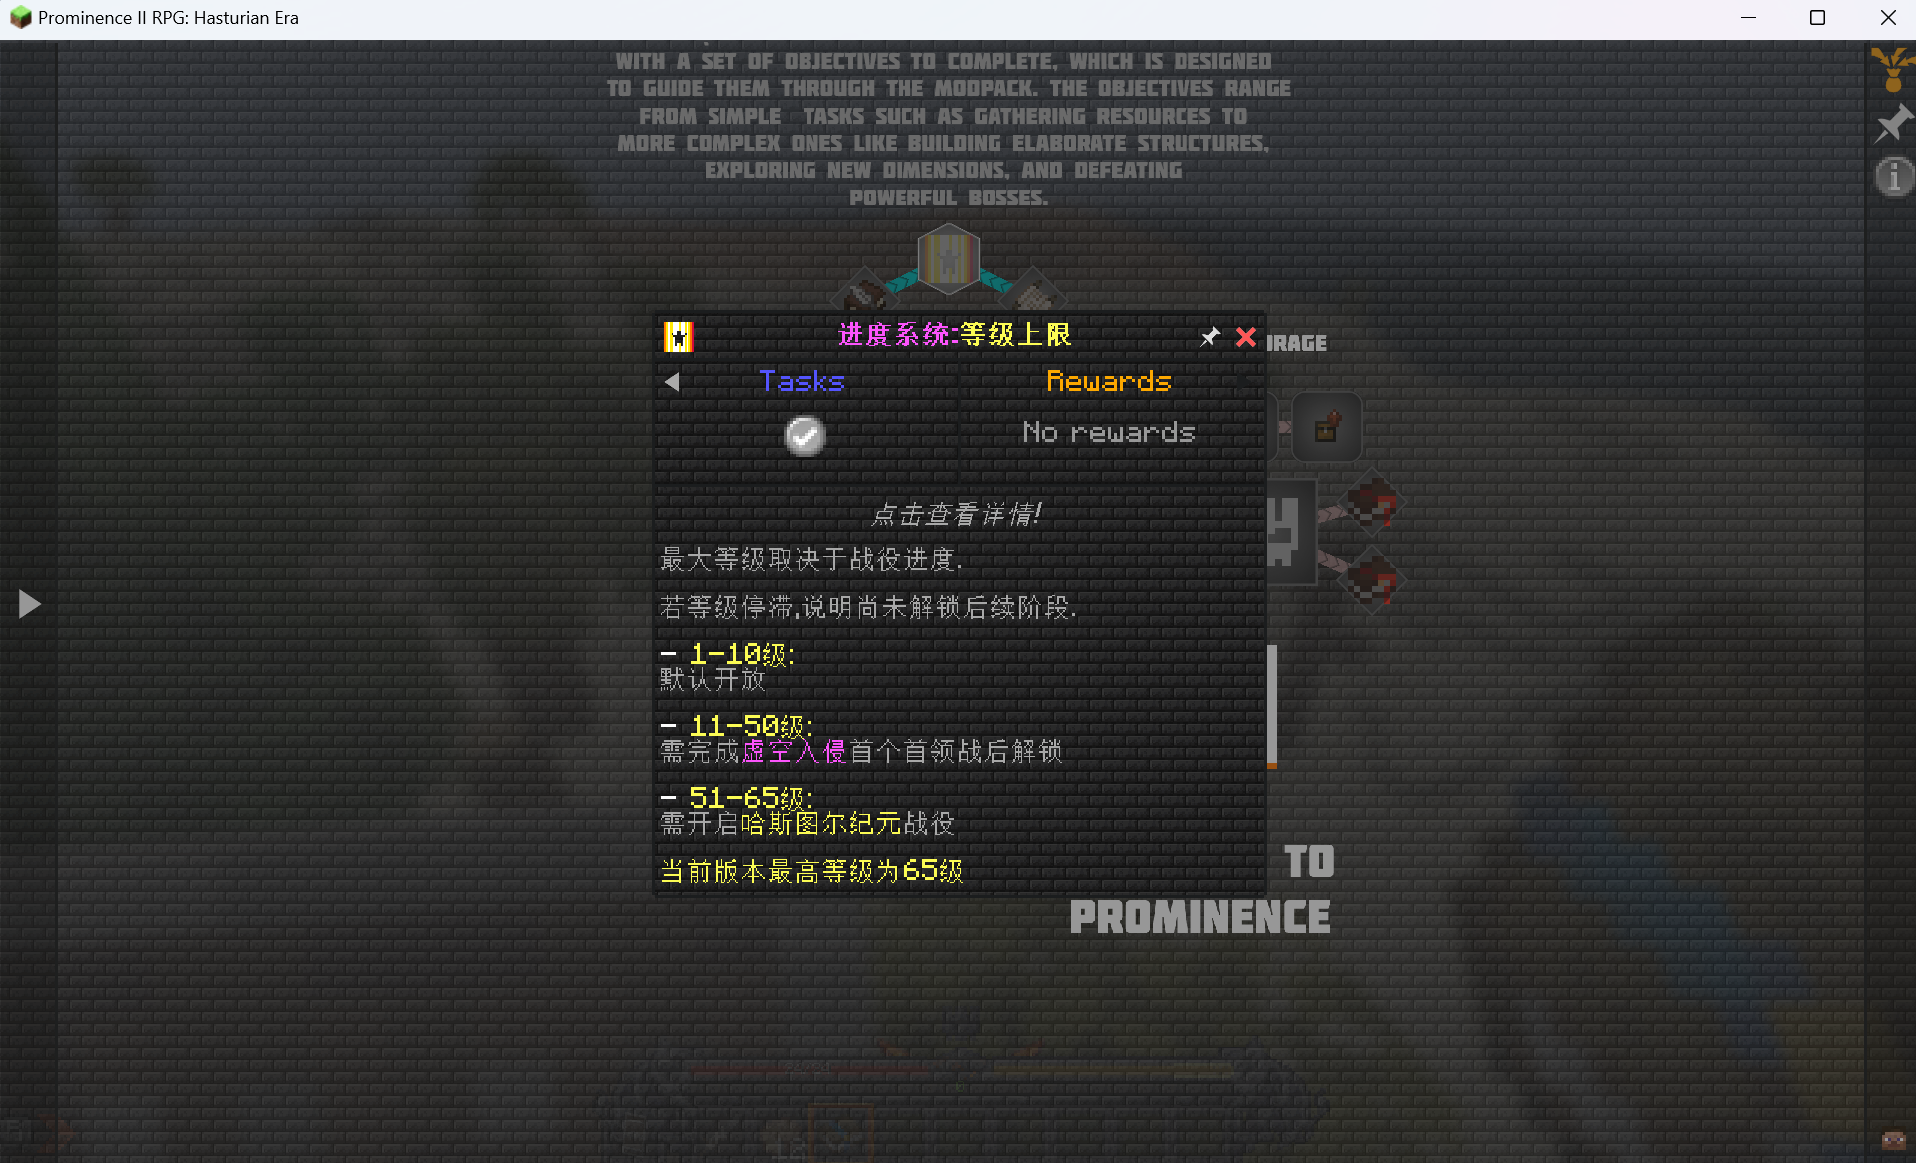 Prominence II RPG: Hasturian Era
WITH A SET OF OBJECTIVES TO COMPLETE, WHICH IS DESIGNED
TO GUIDE THEM THROUGH THE MODPACK. THE OBJECTIVES RANGE
FROM SIMPLE TASKS SUCH AS GATHERING RESOURCES TO
MORE COMPLEX ONES LIKE BUILDING ELABORATE STRUCTURES,
EXPLORING NEW DIMENSIONS, AND DEFEATING
POWERFUL BOSSES.
进度系统:等级上限
RAGE
Tasks
Rewards
No rewards
点击查看详情!
最大等级取决于战役进度.
若等级停滞,说明尚未解锁后续阶段.
- 1-10级:
默认开放
- 11-50级:
需完成虚空入侵首个首领战后解锁
- 51-65级:
需开启哈斯图尔纪元战役
当前版本最高等级为65级
TO
PROMINENCE